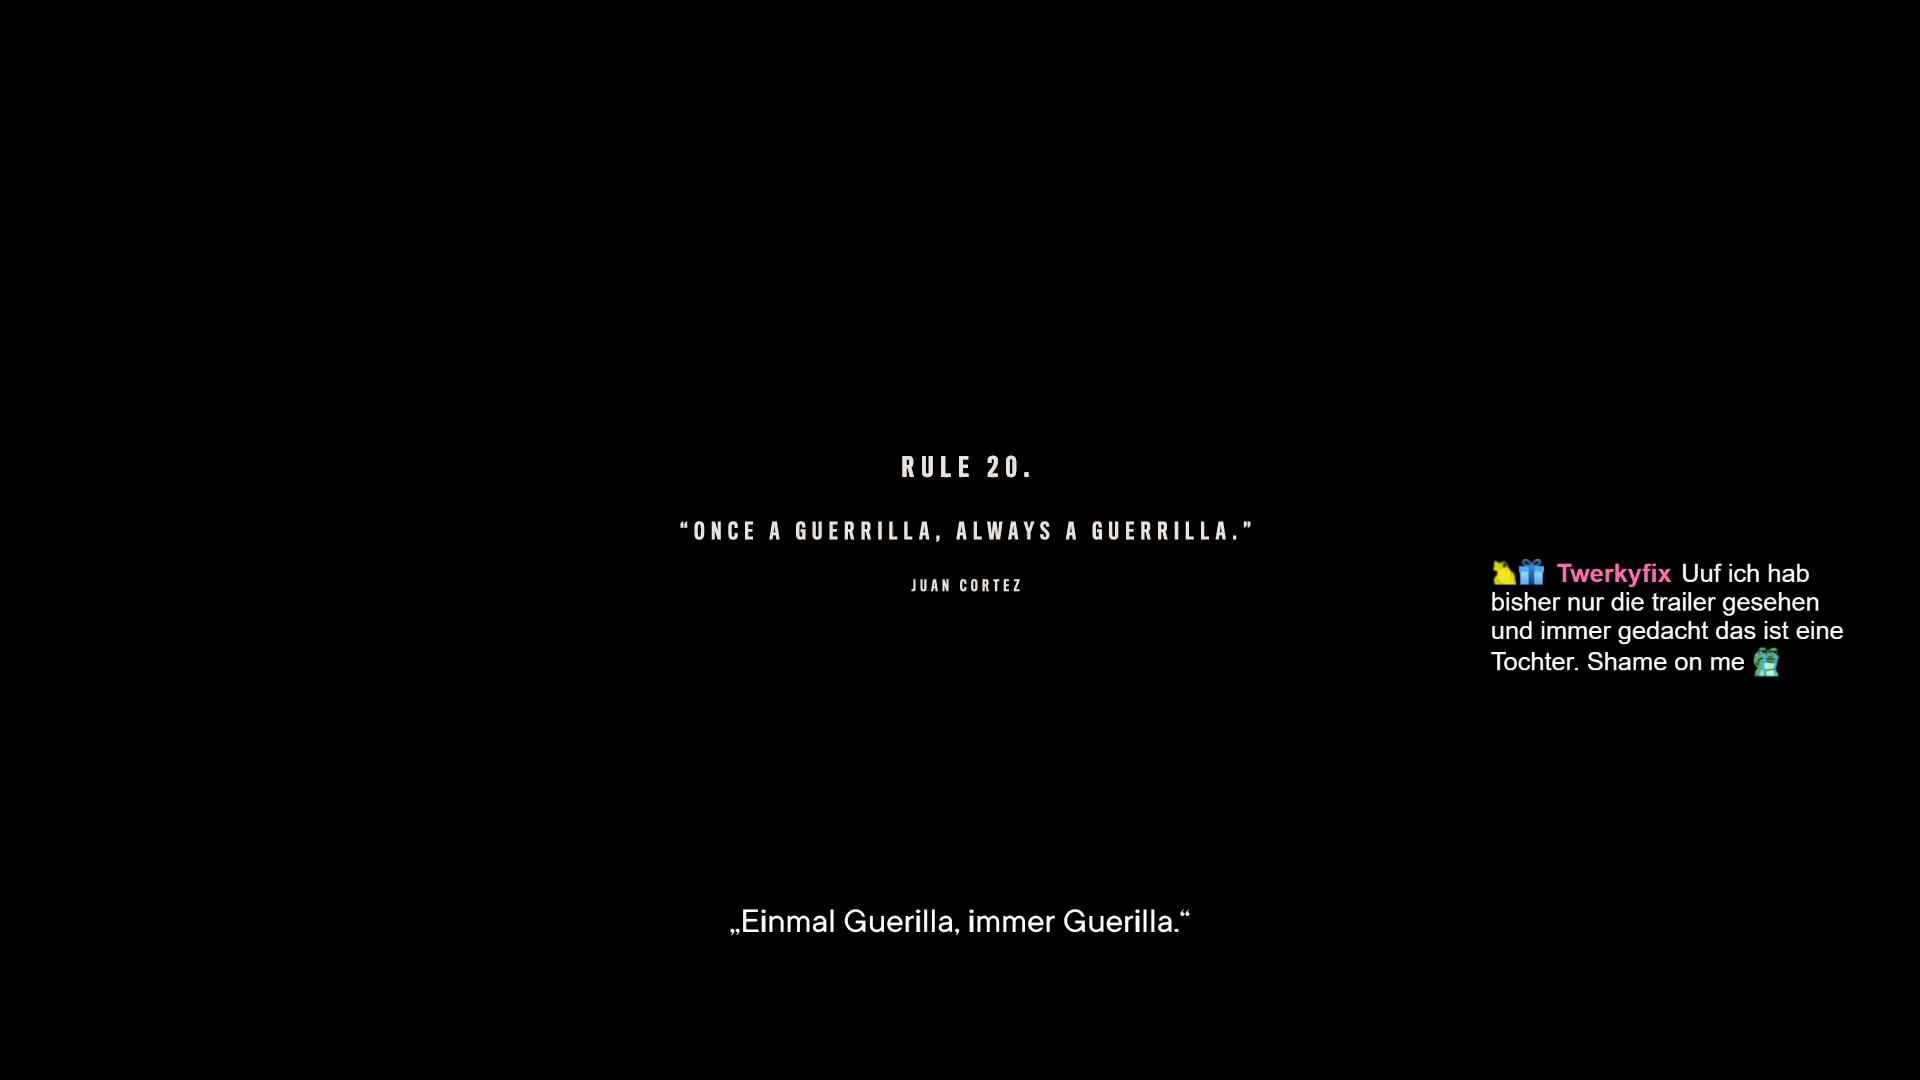 RULE 20.
“ONCE A GUERRILLA, ALWAYS A GUERRILLA.”
JUAN CORTEZ
Twerkyfix Uuf ich hab
bisher nur die trailer gesehen
und immer gedacht das ist eine
Tochter. Shame on me
„Einmal Guerilla, immer Guerilla.“